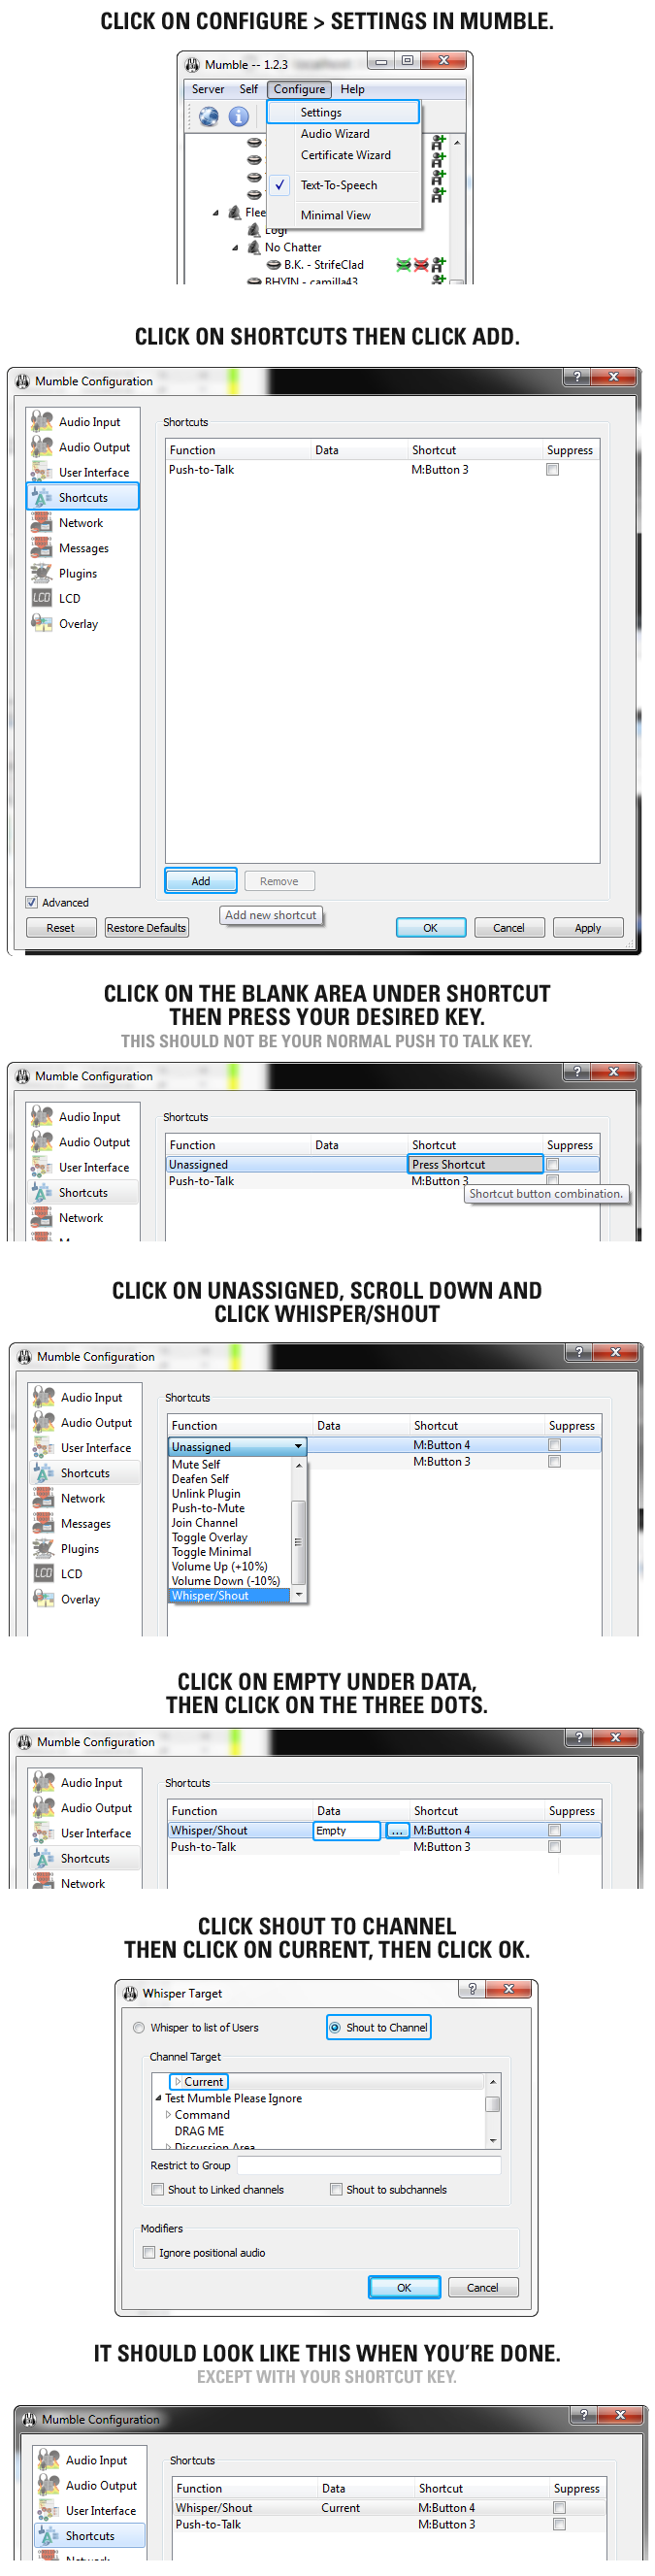 CLICK ON CONFIGURE > SETTINGS IN MUMBLE.
Mumble -- 1.2.3
Server Self Configure Help
Settings
Audio Wizard
Certificate Wizard
Text-To-Speech
Minimal View
Flee
Logi
No Chatter
B.K. - StrifeClad
BHYIN - camilla43
CLICK ON SHORTCUTS THEN CLICK ADD.
Mumble Configuration
Audio Input
Audio Output
User Interface
Shortcuts
Network
Messages
Plugins
LCD
Overlay
Shortcuts
Function Data Shortcut Suppress
Push-to-Talk M:Button 3
Add Remove
Advanced
Add new shortcut
Reset Restore Defaults OK Cancel Apply
CLICK ON THE BLANK AREA UNDER SHORTCUT
THEN PRESS YOUR DESIRED KEY.
THIS SHOULD NOT BE YOUR NORMAL PUSH TO TALK KEY.
Mumble Configuration
Audio Input
Audio Output
User Interface
Shortcuts
Network
Shortcuts
Function Data Shortcut Suppress
Unassigned Press Shortcut
Push-to-Talk M:Button 3
Shortcut button combination.
CLICK ON UNASSIGNED, SCROLL DOWN AND
CLICK WHISPER/SHOUT
Mumble Configuration
Audio Input
Audio Output
User Interface
Shortcuts
Network
Messages
Plugins
LCD
Overlay
Shortcuts
Function Data Shortcut Suppress
Unassigned M:Button 4
M:Button 3
Mute Self
Deafen Self
Unlink Plugin
Push-to-Mute
Join Channel
Toggle Overlay
Toggle Minimal
Volume Up (+10%)
Volume Down (-10%)
Whisper/Shout
CLICK ON EMPTY UNDER DATA,
THEN CLICK ON THE THREE DOTS.
Mumble Configuration
Audio Input
Audio Output
User Interface
Shortcuts
Network
Shortcuts
Function Data Shortcut Suppress
Whisper/Shout Empty ... M:Button 4
Push-to-Talk M:Button 3
CLICK SHOUT TO CHANNEL
THEN CLICK ON CURRENT, THEN CLICK OK.
Whisper Target
Whisper to list of Users Shout to Channel
Channel Target
Current
Test Mumble Please Ignore
Command
DRAG ME
Discussion Area
Restrict to Group
Shout to Linked channels Shout to subchannels
Modifiers
Ignore positional audio
OK Cancel
IT SHOULD LOOK LIKE THIS WHEN YOU'RE DONE.
EXCEPT WITH YOUR SHORTCUT KEY.
Mumble Configuration
Audio Input
Audio Output
User Interface
Shortcuts
Network
Shortcuts
Function Data Shortcut Suppress
Whisper/Shout Current M:Button 4
Push-to-Talk M:Button 3